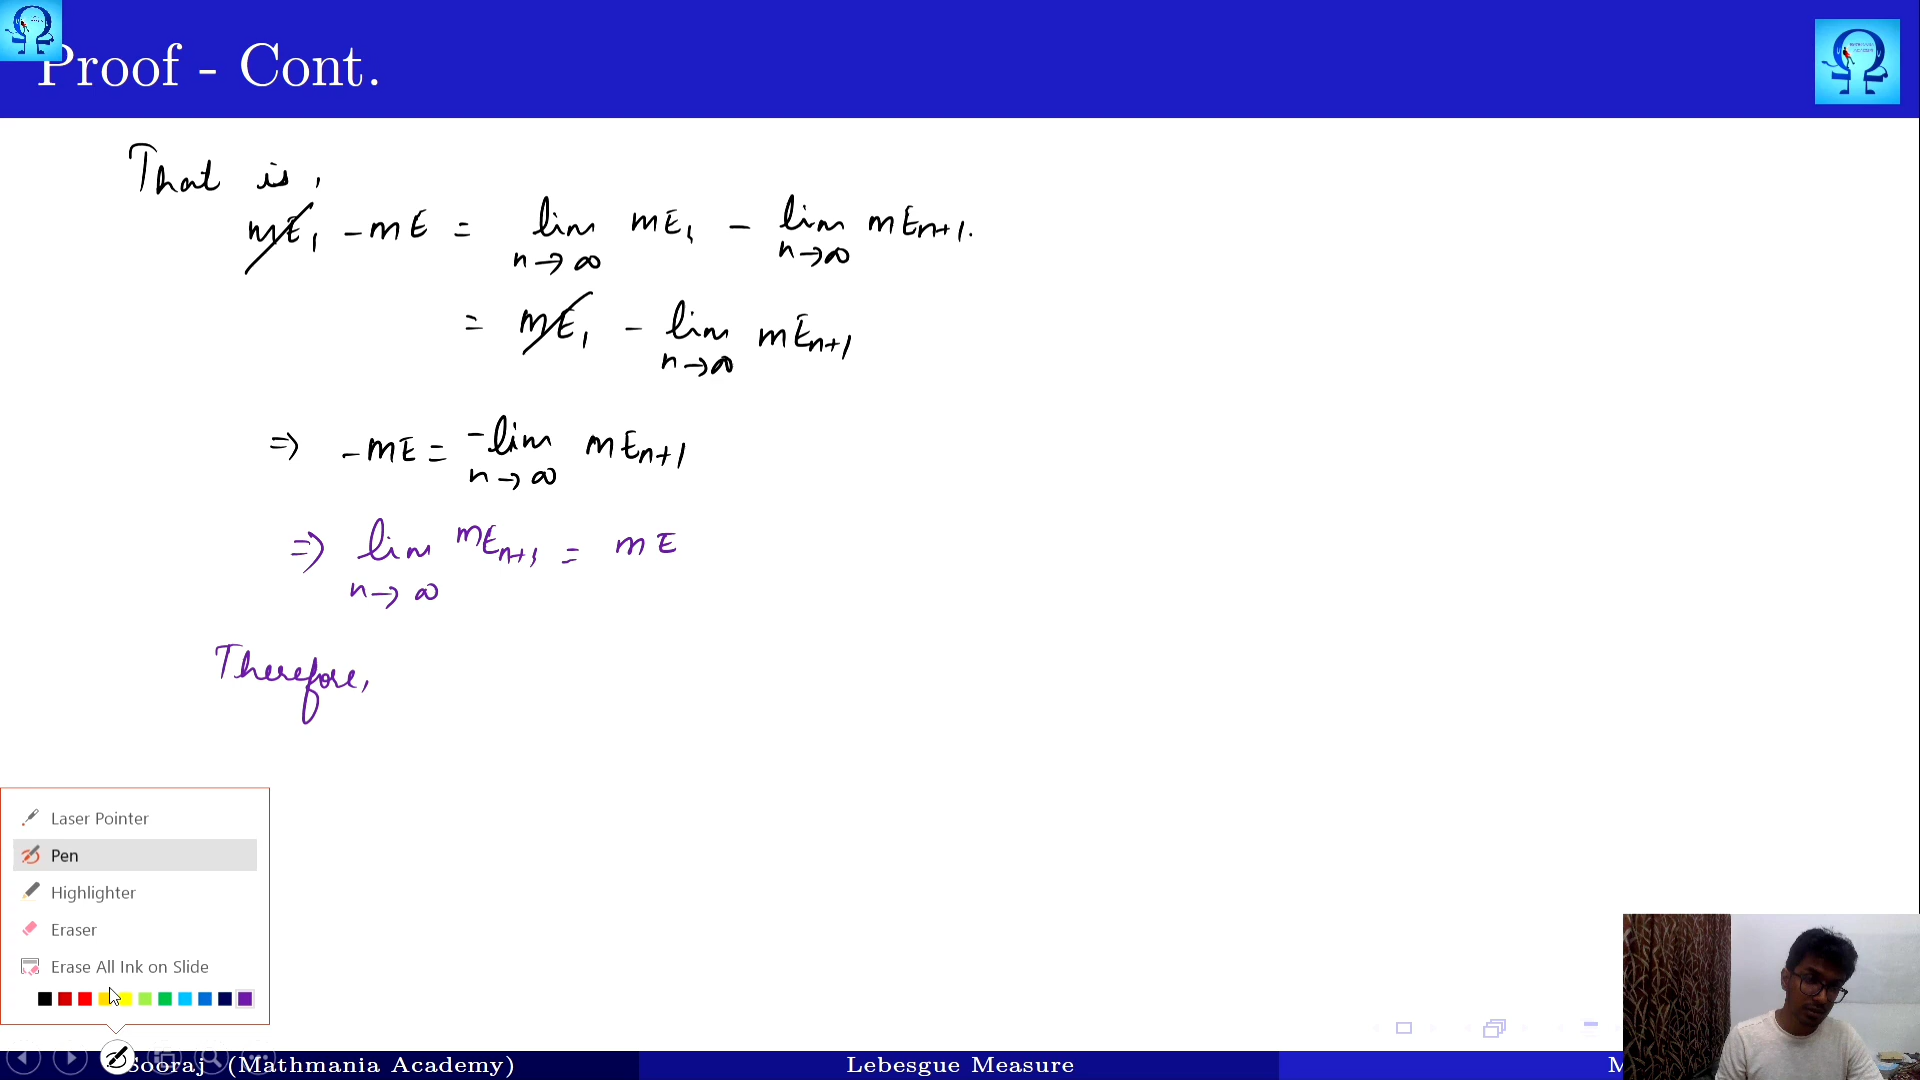 Proof - Cont.
That is,
mE₁ - mE = lim n→∞ mE₁ - lim n→∞ mEn+1.
= mE₁ - lim n→∞ mEn+1
⇒ -mE = -lim n→∞ mEn+1
⇒ lim n→∞ mEn+1 = mE
Therefore,
Laser Pointer
Pen
Highlighter
Eraser
Erase All Ink on Slide
Sooraj (Mathmania Academy)
Lebesgue Measure
M